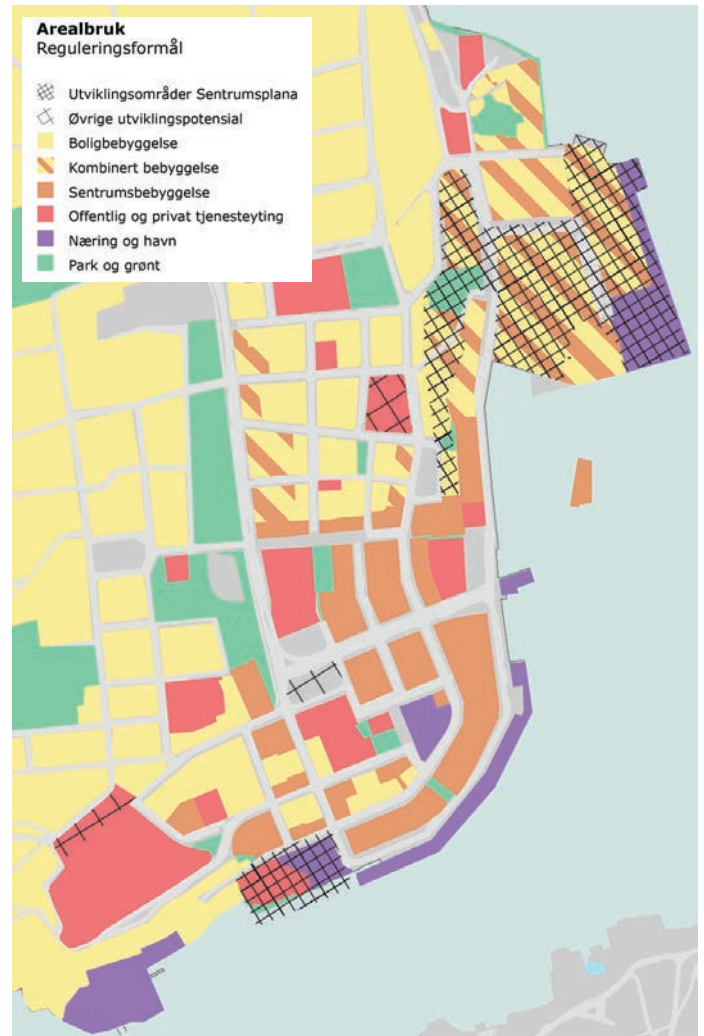 Arealbruk
Reguleringsformål
Utviklingsområder Sentrumsplana
Øvrige utviklingspotensial
Boligbebyggelse
Kombinert bebyggelse
Sentrumsbebyggelse
Offentlig og privat tjenesteyting
Næring og havn
Park og grønt